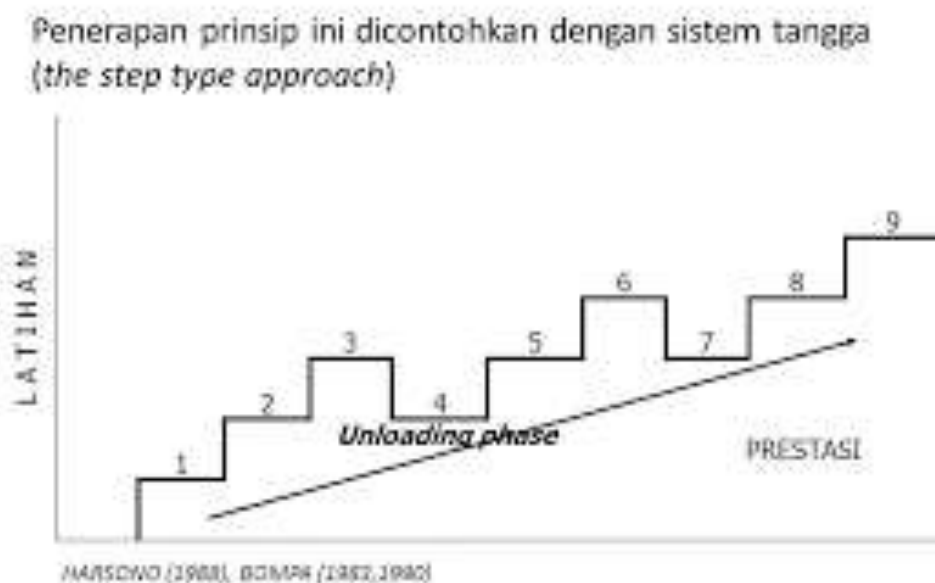 Penerapan prinsip ini dicontohkan dengan sistem tangga
(the step type approach)
LATIHAN
1
2
3
4
5
6
7
8
9
Unloading phase
PRESTASI
HARSONO (1988), BOMPA (1983,1990)